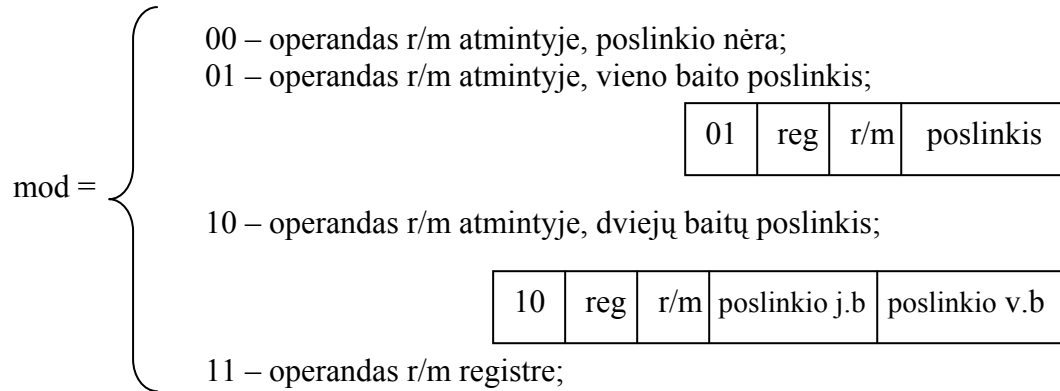 00 – operandas r/m atmintyje, poslinkio nėra;
01 – operandas r/m atmintyje, vieno baito poslinkis;
01 reg r/m poslinkis
mod =
10 – operandas r/m atmintyje, dviejų baitų poslinkis;
10 reg r/m poslinkio j.b poslinkio v.b
11 – operandas r/m registre;